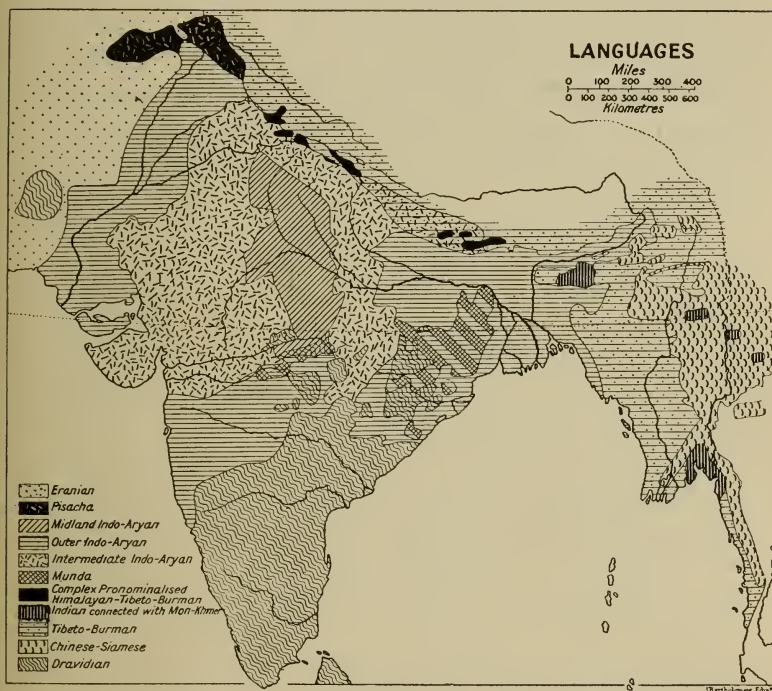 LANGUAGES
Miles
0 100 200 300 400
0 100 200 300 400 500 600
Kilometres
Eranian
Pisacha
Midland Indo-Aryan
Outer Indo-Aryan
Intermediate Indo-Aryan
Munda
Complex Pronominalised
Himalayan-Tibeto-Burman
Indian connected with Mon-Khmer
Tibeto-Burman
Chinese-Siamese
Dravidian